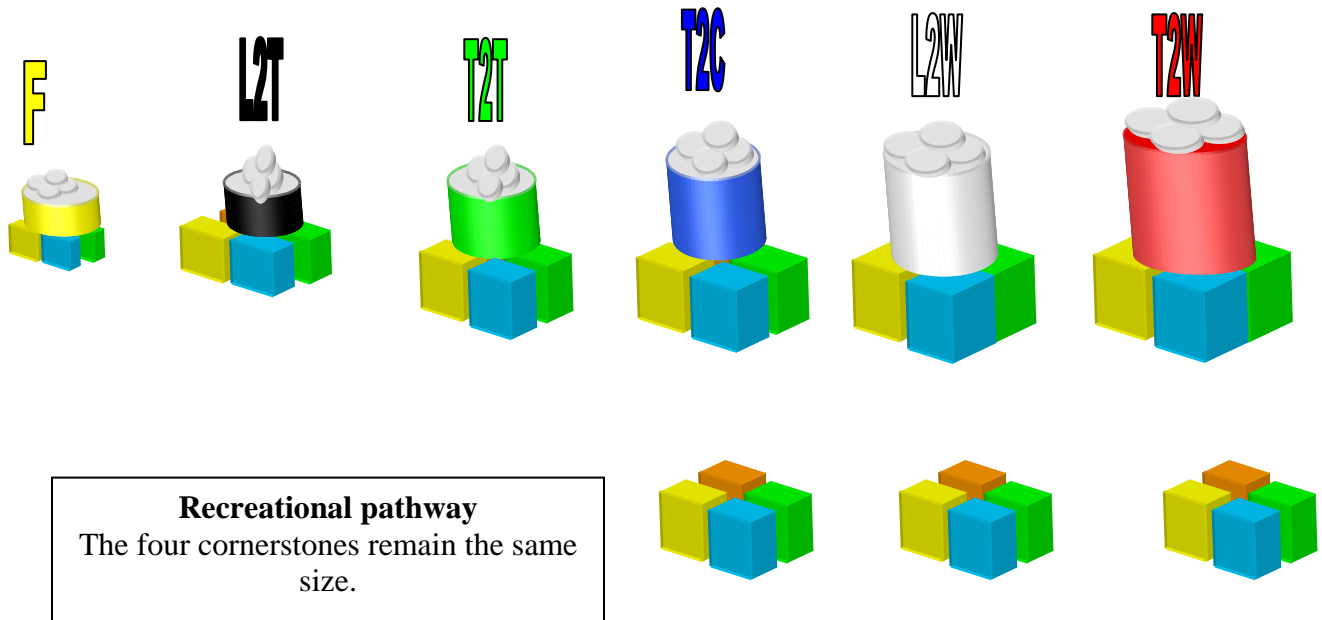 F
L2T
T2T
T2C
L2W
T2W
Recreational pathway
The four cornerstones remain the same
size.